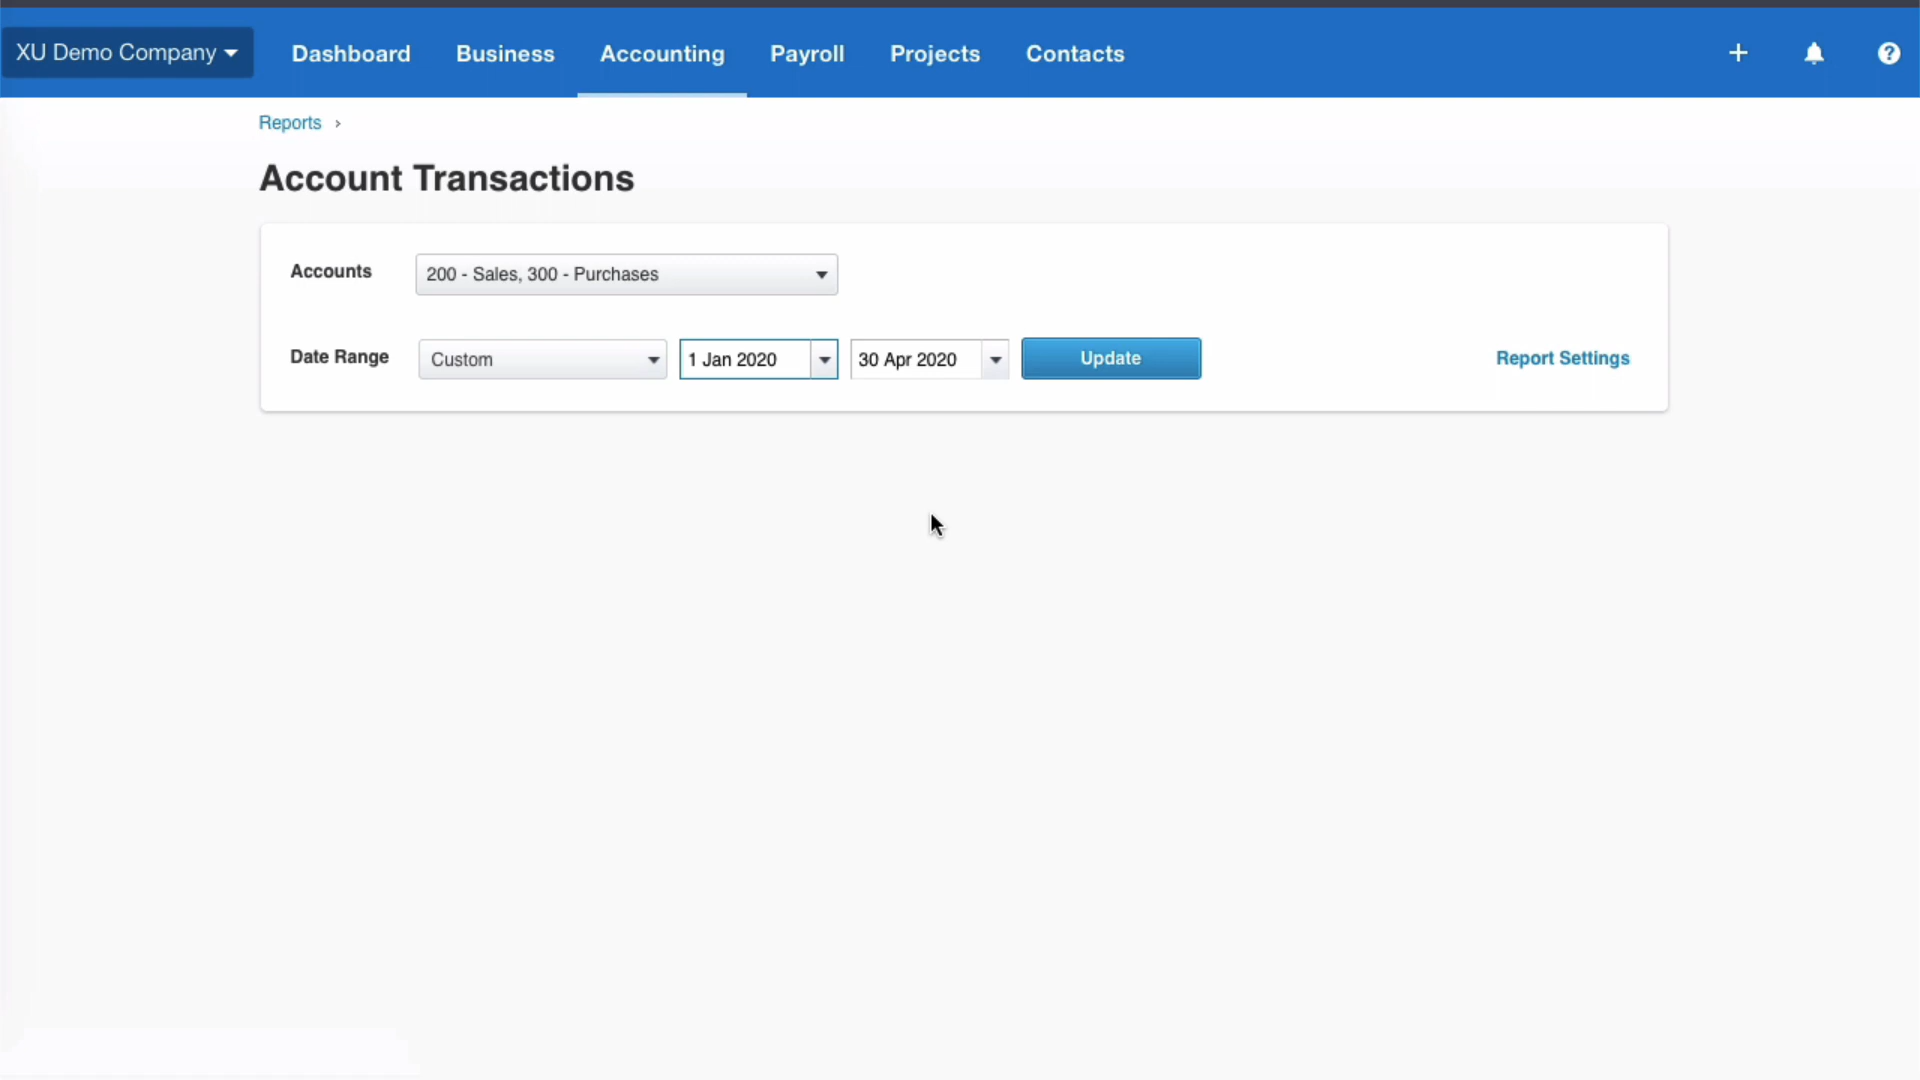 XU Demo Company Dashboard Business Accounting Payroll Projects Contacts + ?
Reports ›
Account Transactions
Accounts 200 - Sales, 300 - Purchases
Date Range Custom 1 Jan 2020 30 Apr 2020 Update Report Settings